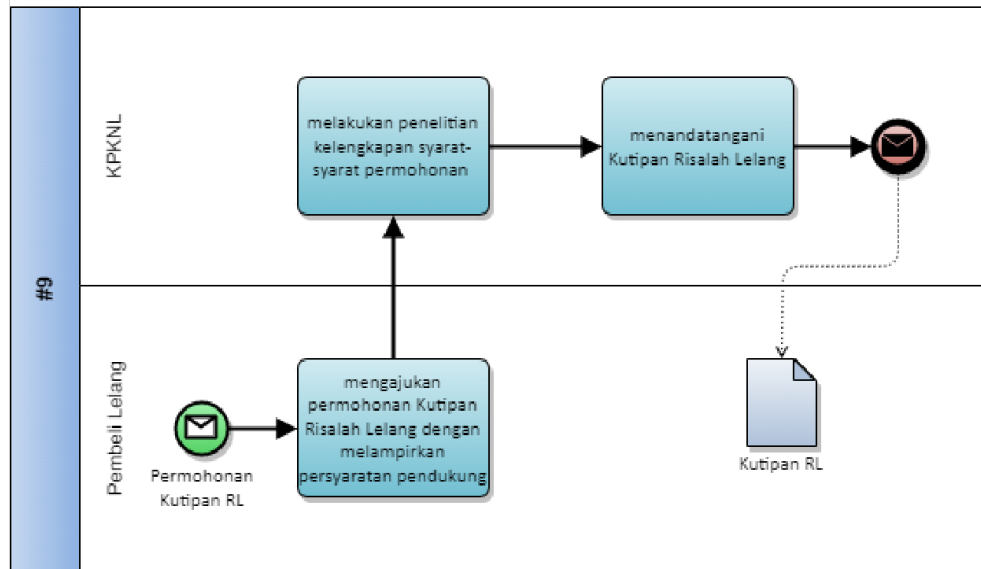 #9
KPKNL
melakukan penelitian
kelengkapan syarat-
syarat permohonan
menandatangani
Kutipan Risalah Lelang
Pembeli Lelang
Permohonan
Kutipan RL
mengajukan
permohonan Kutipan
Risalah Lelang dengan
melampirkan
persyaratan pendukung
Kutipan RL